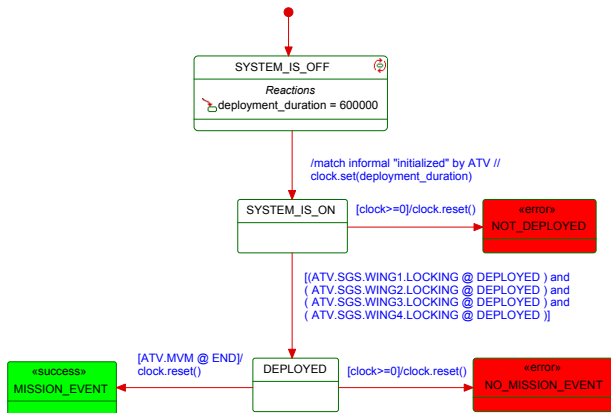 SYSTEM_IS_OFF
Reactions
deployment_duration = 600000
/match informal "initialized" by ATV //
clock.set(deployment_duration)
SYSTEM_IS_ON
[clock>=0]/clock.reset()
«error»
NOT_DEPLOYED
[(ATV.SGS.WING1.LOCKING @ DEPLOYED ) and
( ATV.SGS.WING2.LOCKING @ DEPLOYED ) and
( ATV.SGS.WING3.LOCKING @ DEPLOYED ) and
( ATV.SGS.WING4.LOCKING @ DEPLOYED )]
«success»
MISSION_EVENT
[ATV.MVM @ END]/
clock.reset()
DEPLOYED
[clock>=0]/clock.reset()
«error»
NO_MISSION_EVENT